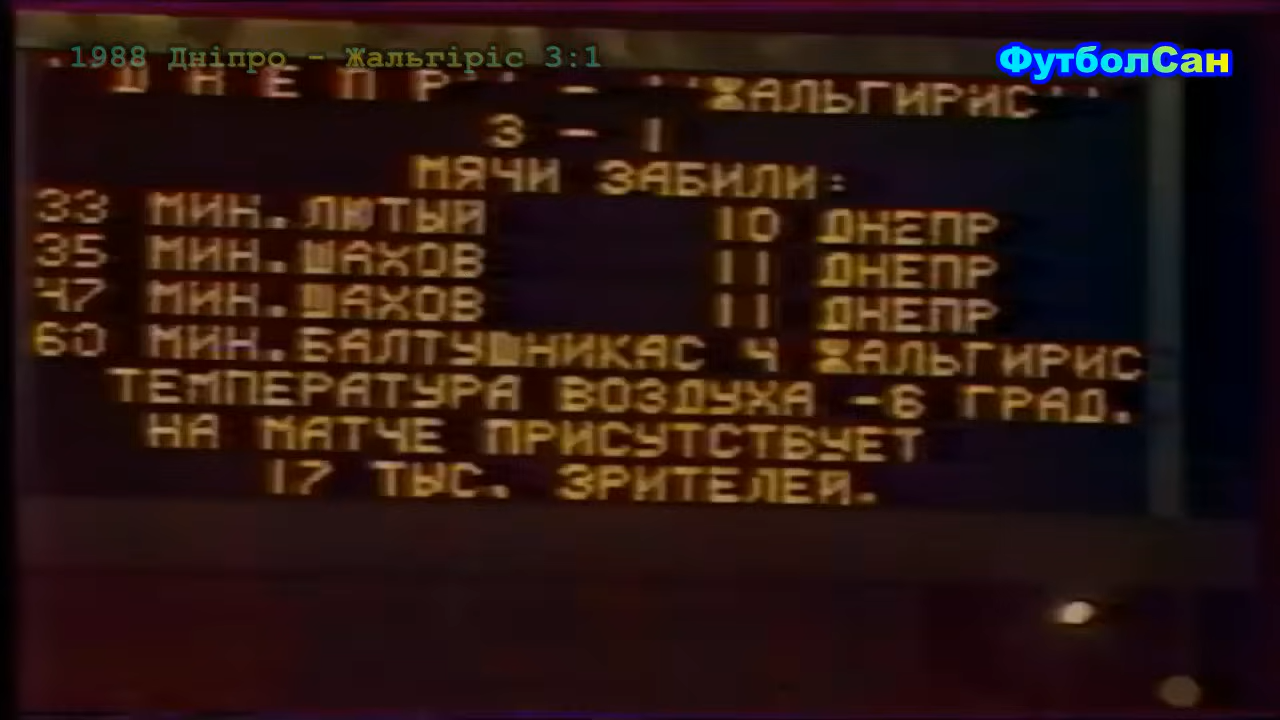 1988 Дніпро - Жальгіріс 3:1
ФутболСан
"ДНЕПР" - "ЖАЛЬГИРИС"
3 - 1
МЯЧИ ЗАБИЛИ:
33 МИН.ЛЮТЫЙ 10 ДНЕПР
35 МИН.ШАХОВ 11 ДНЕПР
47 МИН.ШАХОВ 11 ДНЕПР
60 МИН.БАЛТУШНИКАС 4 ЖАЛЬГИРИС
ТЕМПЕРАТУРА ВОЗДУХА -6 ГРАД.
НА МАТЧЕ ПРИСУТСТВУЕТ
17 ТЫС. ЗРИТЕЛЕЙ.